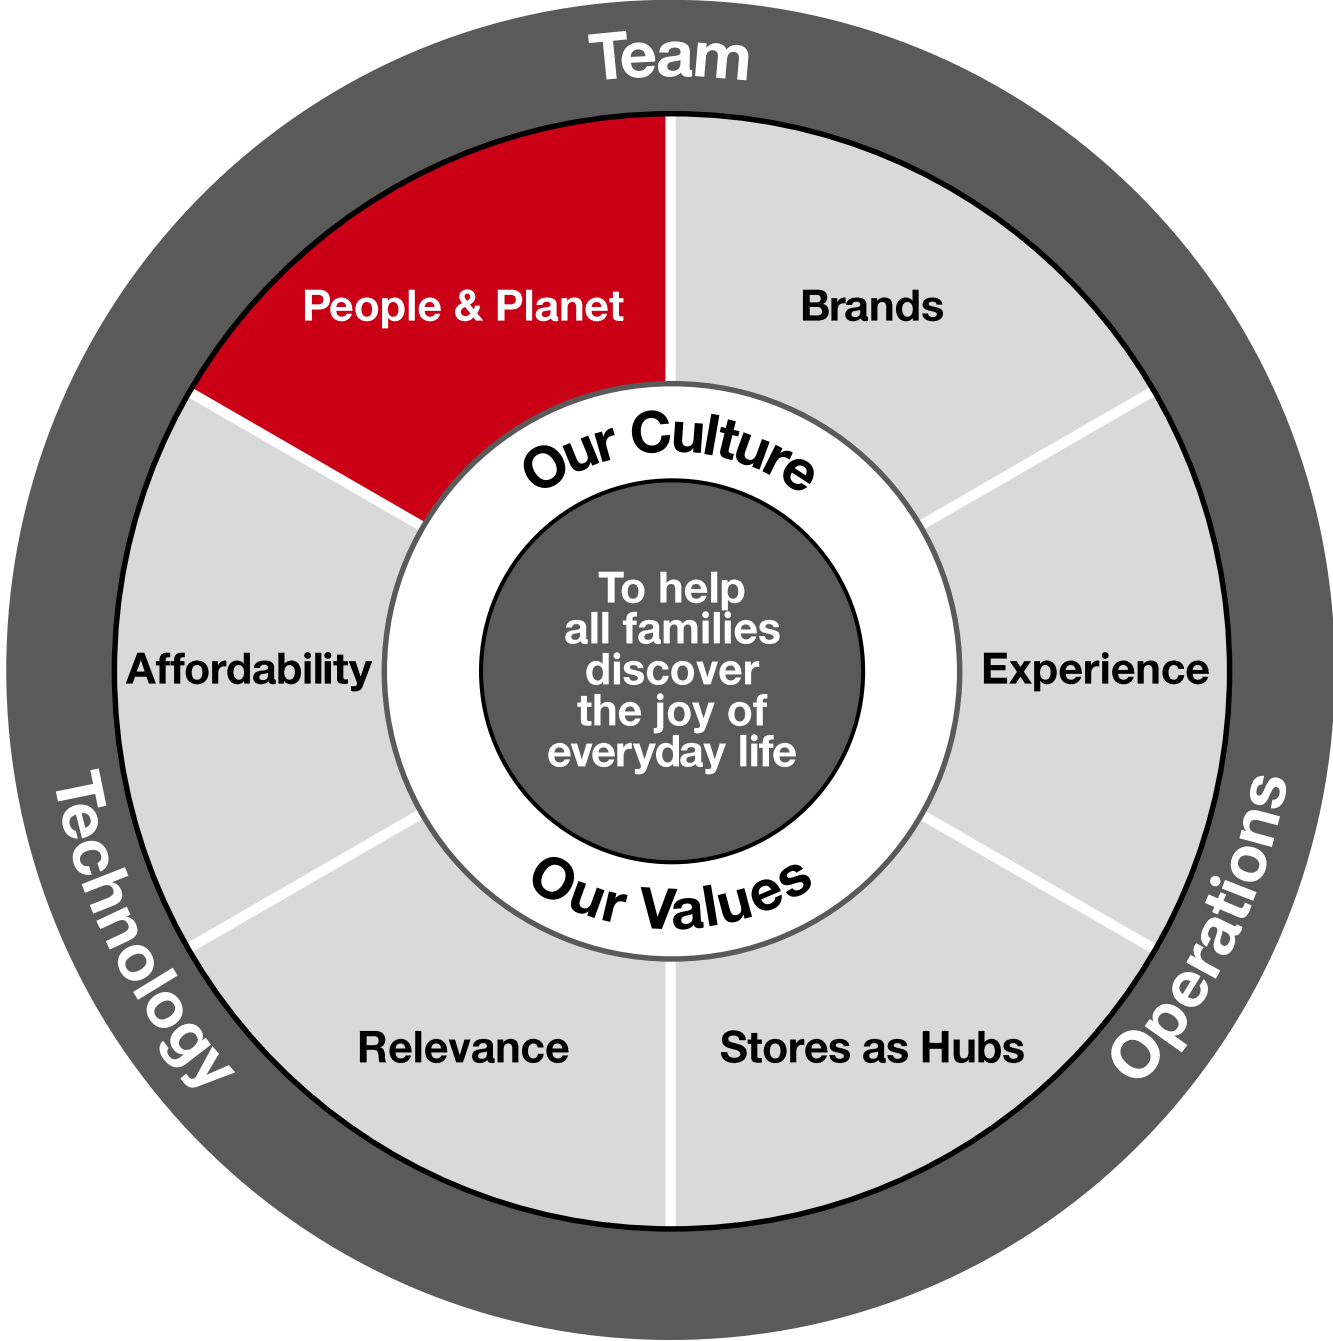 Team
People & Planet
Brands
Our Culture
To help
all families
discover
the joy of
everyday life
Affordability
Experience
Our Values
Technology
Operations
Relevance
Stores as Hubs